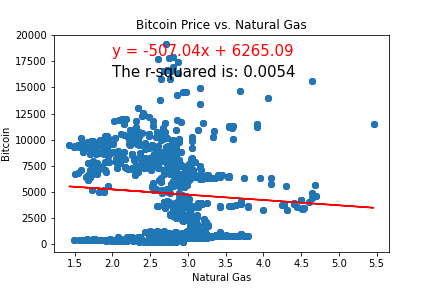 Bitcoin Price vs. Natural Gas
y = -507.04x + 6265.09
The r-squared is: 0.0054
20000
17500
15000
12500
10000
7500
5000
2500
0
Bitcoin
1.5 2.0 2.5 3.0 3.5 4.0 4.5 5.0 5.5
Natural Gas